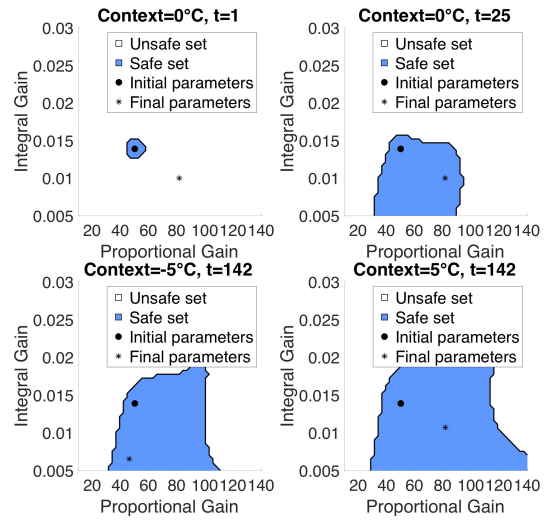 Context=0°C, t=1
0.03
0.025
0.02
0.015
0.01
0.005
Integral Gain
Unsafe set
Safe set
Initial parameters
Final parameters
20 40 60 80 100 120 140
Proportional Gain
Context=0°C, t=25
0.03
0.025
0.02
0.015
0.01
0.005
Integral Gain
Unsafe set
Safe set
Initial parameters
Final parameters
20 40 60 80 100 120 140
Proportional Gain
Context=-5°C, t=142
0.03
0.025
0.02
0.015
0.01
0.005
Integral Gain
Unsafe set
Safe set
Initial parameters
Final parameters
20 40 60 80 100 120 140
Proportional Gain
Context=5°C, t=142
0.03
0.025
0.02
0.015
0.01
0.005
Integral Gain
Unsafe set
Safe set
Initial parameters
Final parameters
20 40 60 80 100 120 140
Proportional Gain